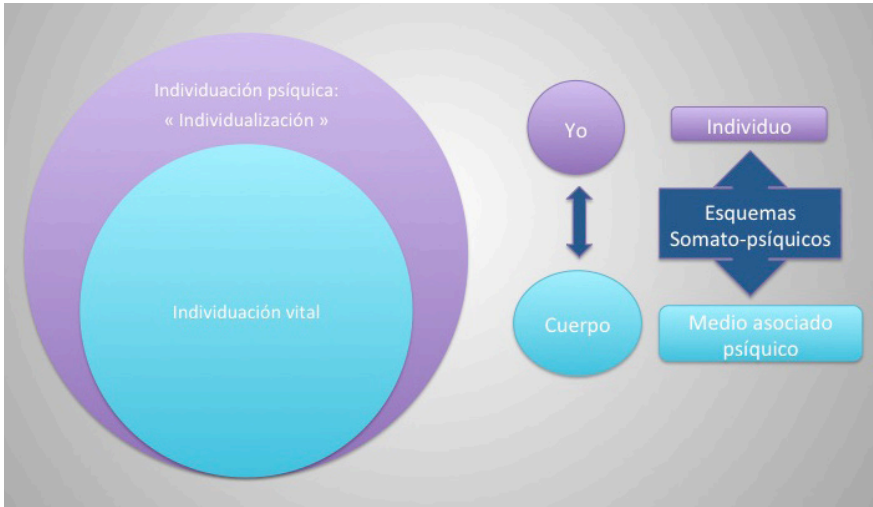 Individuación psíquica:
« Individualización »
Individuación vital
Yo
Cuerpo
Individuo
Esquemas
Somato-psíquicos
Medio asociado
psíquico